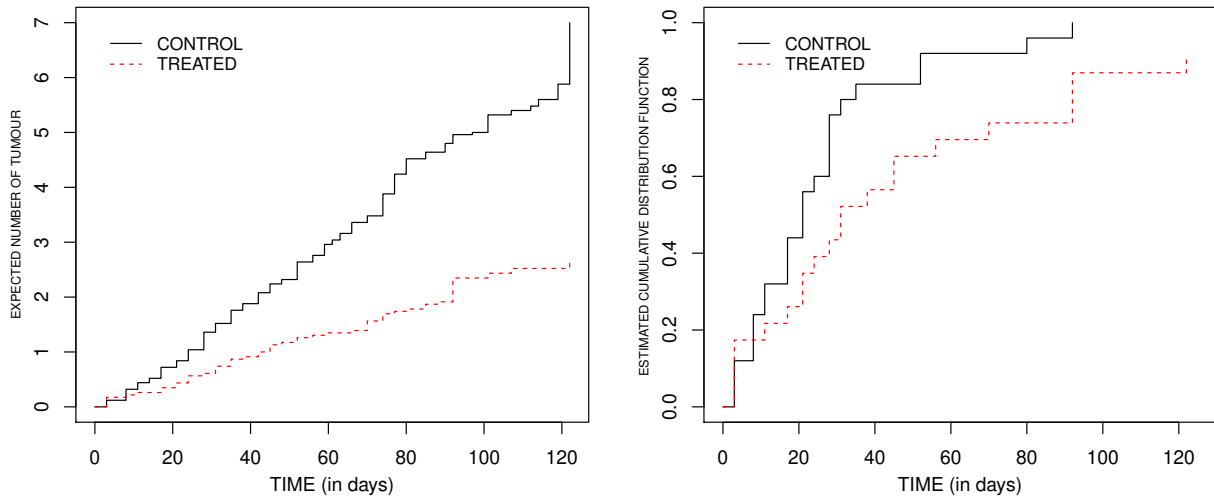 EXPECTED NUMBER OF TUMOUR
7
6
5
4
3
2
1
0
CONTROL
TREATED
0 20 40 60 80 100 120
TIME (in days)
ESTIMATED CUMULATIVE DISTRIBUTION FUNCTION
1.0
0.8
0.6
0.4
0.2
0.0
CONTROL
TREATED
0 20 40 60 80 100 120
TIME (in days)